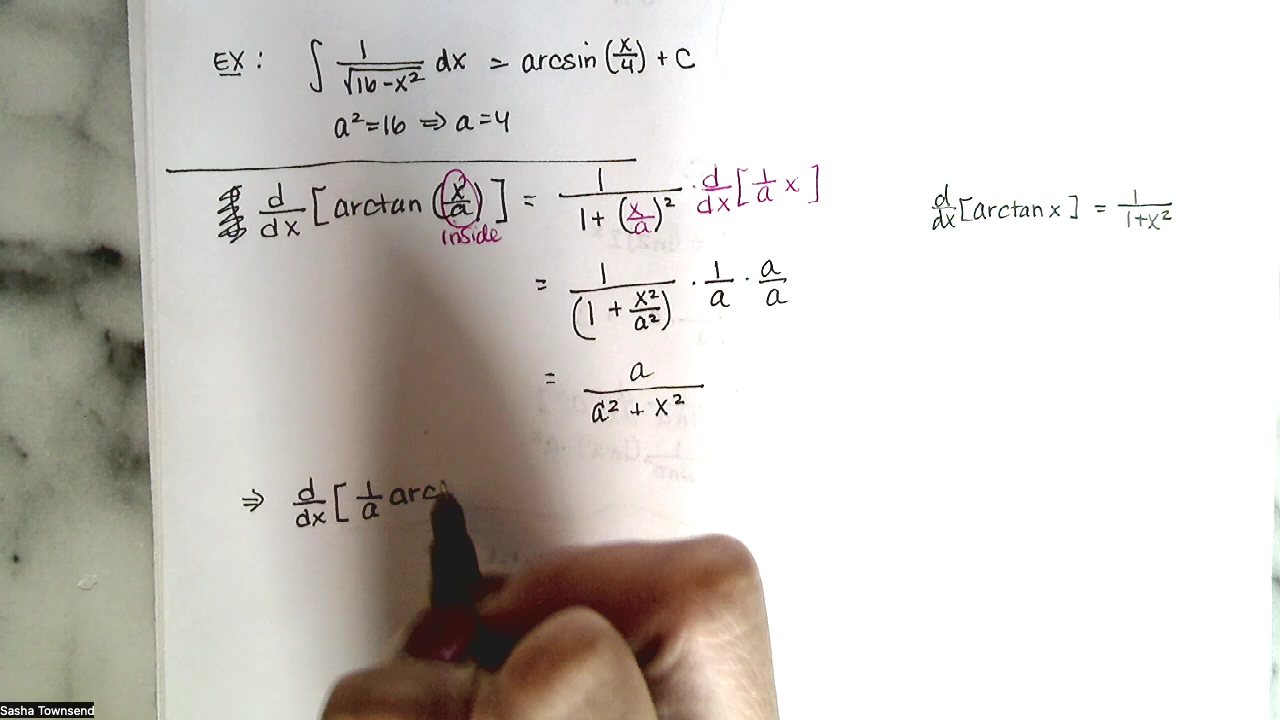 EX: ∫ 1/√(16-x²) dx = arcsin (x/4) + C
a² = 16 ⇒ a = 4
d/dx [arctan (x/a)] = 1/(1 + (x/a)²) · d/dx [1/a x]
inside
d/dx [arctan x] = 1/(1+x²)
= 1/(1 + x²/a²) · 1/a · a/a
= a/(a² + x²)
⇒ d/dx [1/a arc
Sasha Townsend